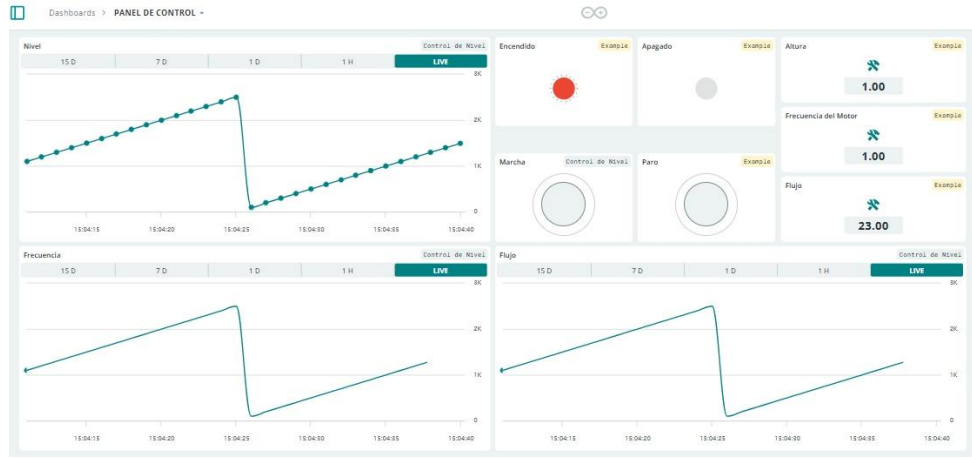 Dashboards > PANEL DE CONTROL
Nivel
Control de Nivel
15 D
7 D
1 D
1 H
LIVE
3K
2K
1K
0
15:04:15
15:04:20
15:04:25
15:04:30
15:04:35
15:04:40
Encendido
Example
Apagado
Example
Altura
Example
1.00
Frecuencia del Motor
Example
1.00
Marcha
Control de Nivel
Paro
Example
Flujo
Example
23.00
Frecuencia
Control de Nivel
15 D
7 D
1 D
1 H
LIVE
3K
2K
1K
0
15:04:15
15:04:20
15:04:25
15:04:30
15:04:35
15:04:40
Flujo
Control de Nivel
15 D
7 D
1 D
1 H
LIVE
3K
2K
1K
0
15:04:15
15:04:20
15:04:25
15:04:30
15:04:35
15:04:40